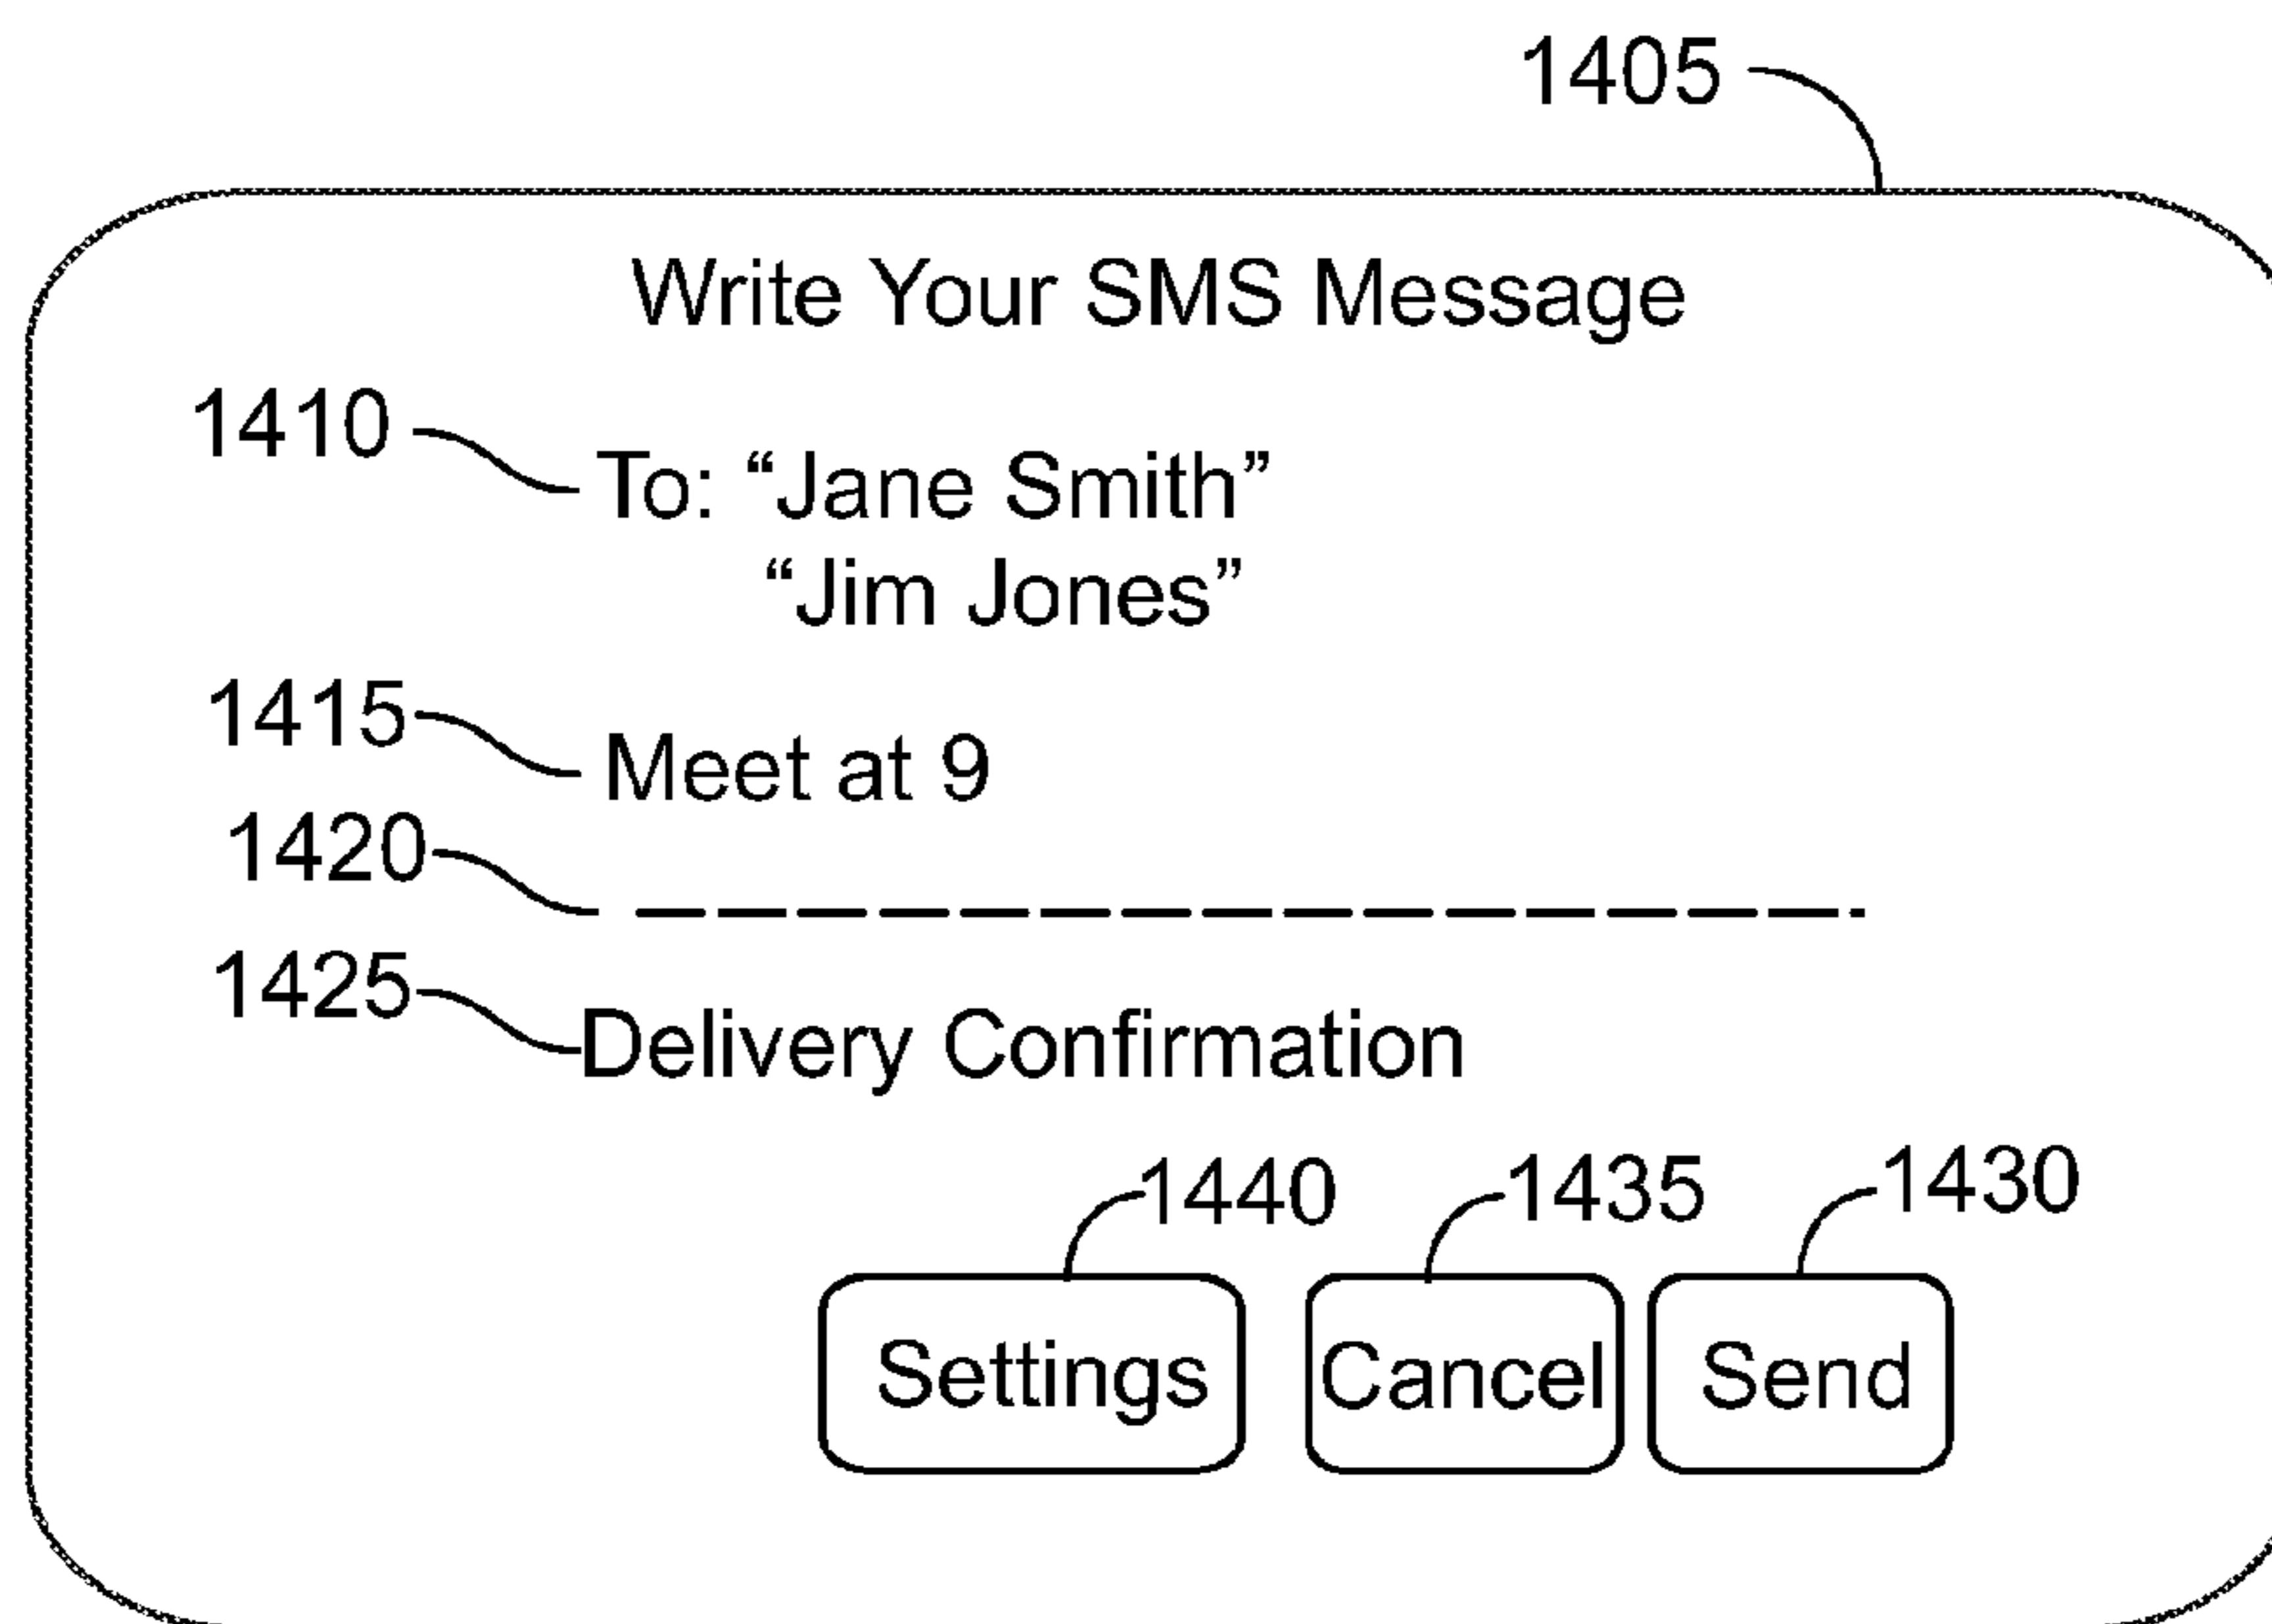 1405
Write Your SMS Message
1410
To: “Jane Smith”
“Jim Jones”
1415
Meet at 9
1420
1425
Delivery Confirmation
1440 1435 1430
Settings Cancel Send